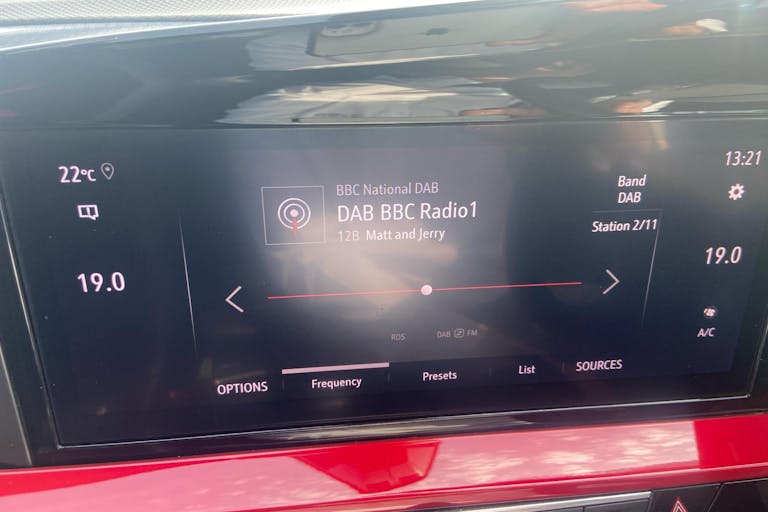 22°C
13:21
BBC National DAB
DAB BBC Radio1
12B Matt and Jerry
Band
DAB
Station 2/11
19.0
19.0
RDS
DAB FM
A/C
OPTIONS
Frequency
Presets
List
SOURCES